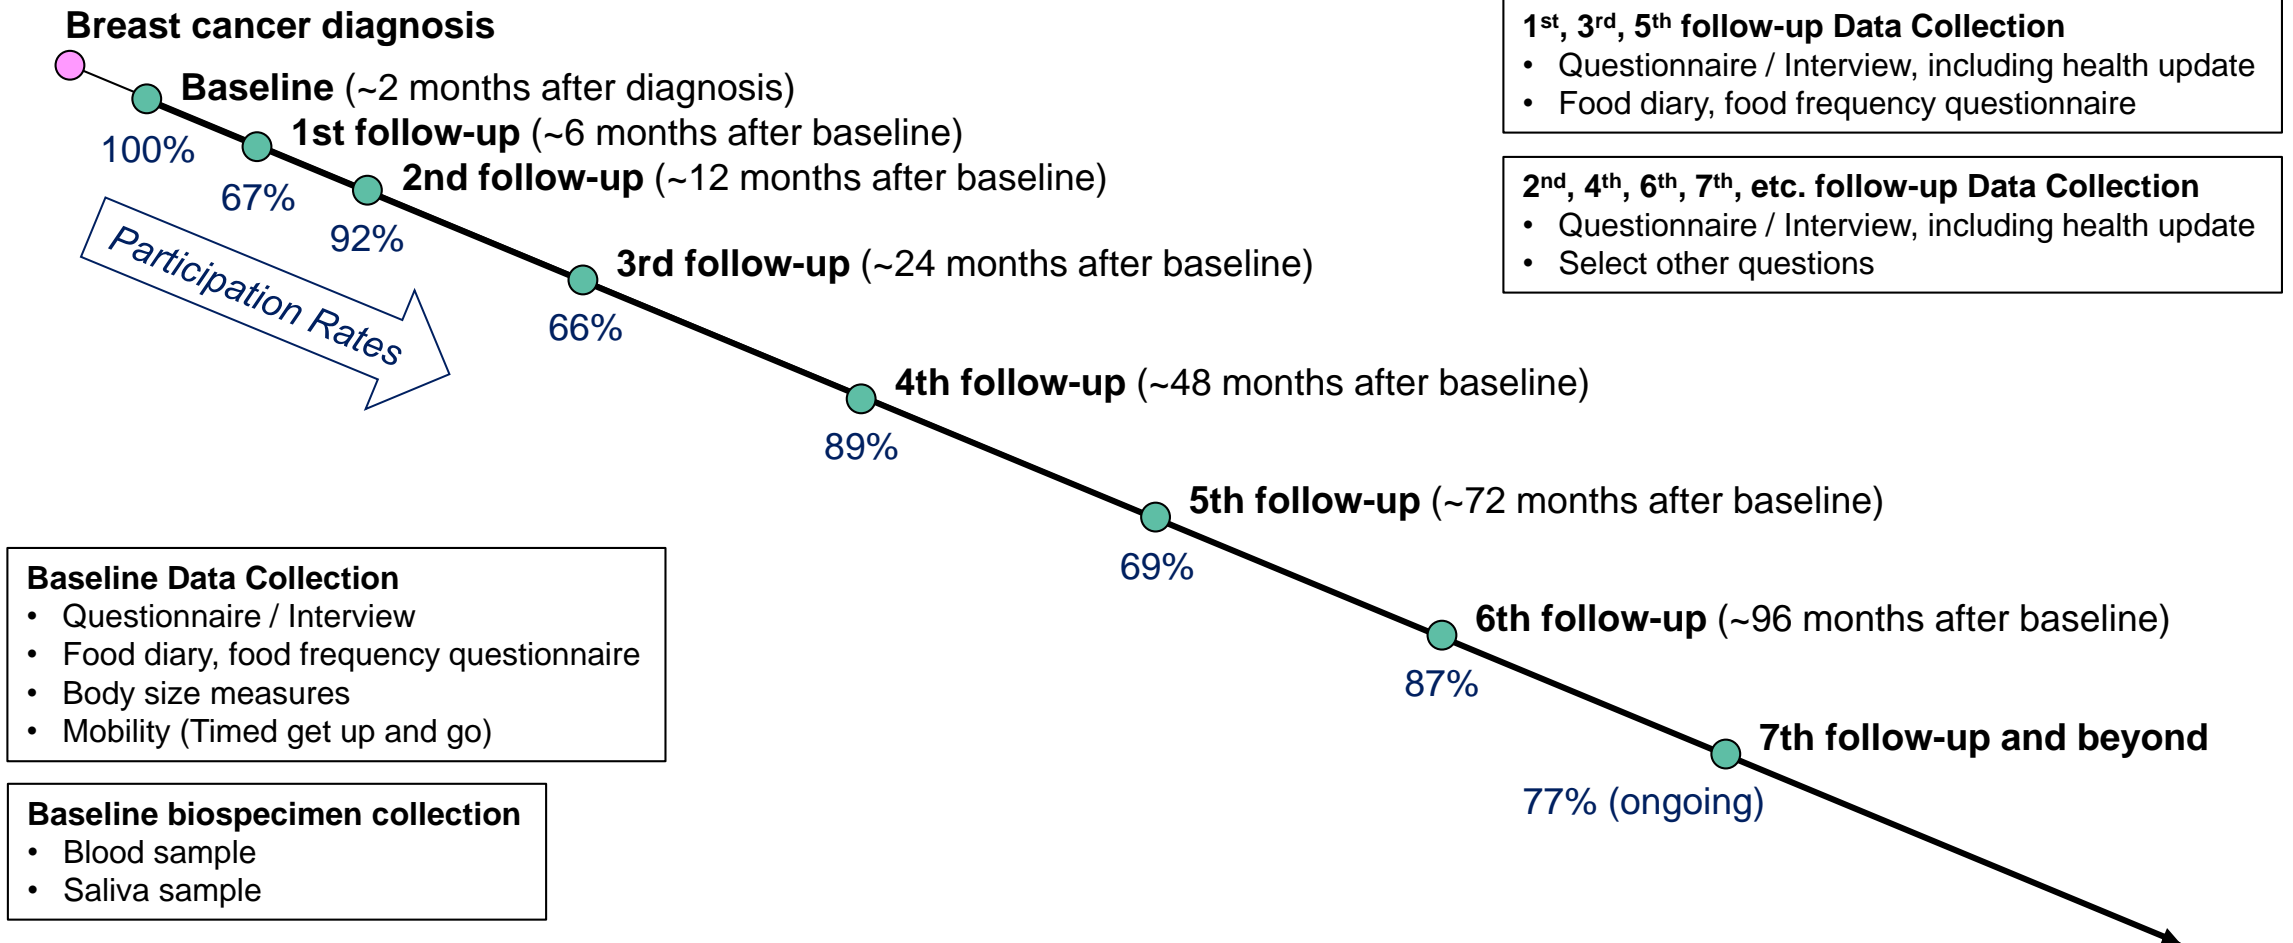 Breast cancer diagnosis
Baseline (~2 months after diagnosis)
100%
1st follow-up (~6 months after baseline)
67%
2nd follow-up (~12 months after baseline)
92%
Participation Rates
3rd follow-up (~24 months after baseline)
66%
4th follow-up (~48 months after baseline)
89%
5th follow-up (~72 months after baseline)
69%
6th follow-up (~96 months after baseline)
87%
7th follow-up and beyond
77% (ongoing)
1st, 3rd, 5th follow-up Data Collection
• Questionnaire / Interview, including health update
• Food diary, food frequency questionnaire
2nd, 4th, 6th, 7th, etc. follow-up Data Collection
• Questionnaire / Interview, including health update
• Select other questions
Baseline Data Collection
• Questionnaire / Interview
• Food diary, food frequency questionnaire
• Body size measures
• Mobility (Timed get up and go)
Baseline biospecimen collection
• Blood sample
• Saliva sample